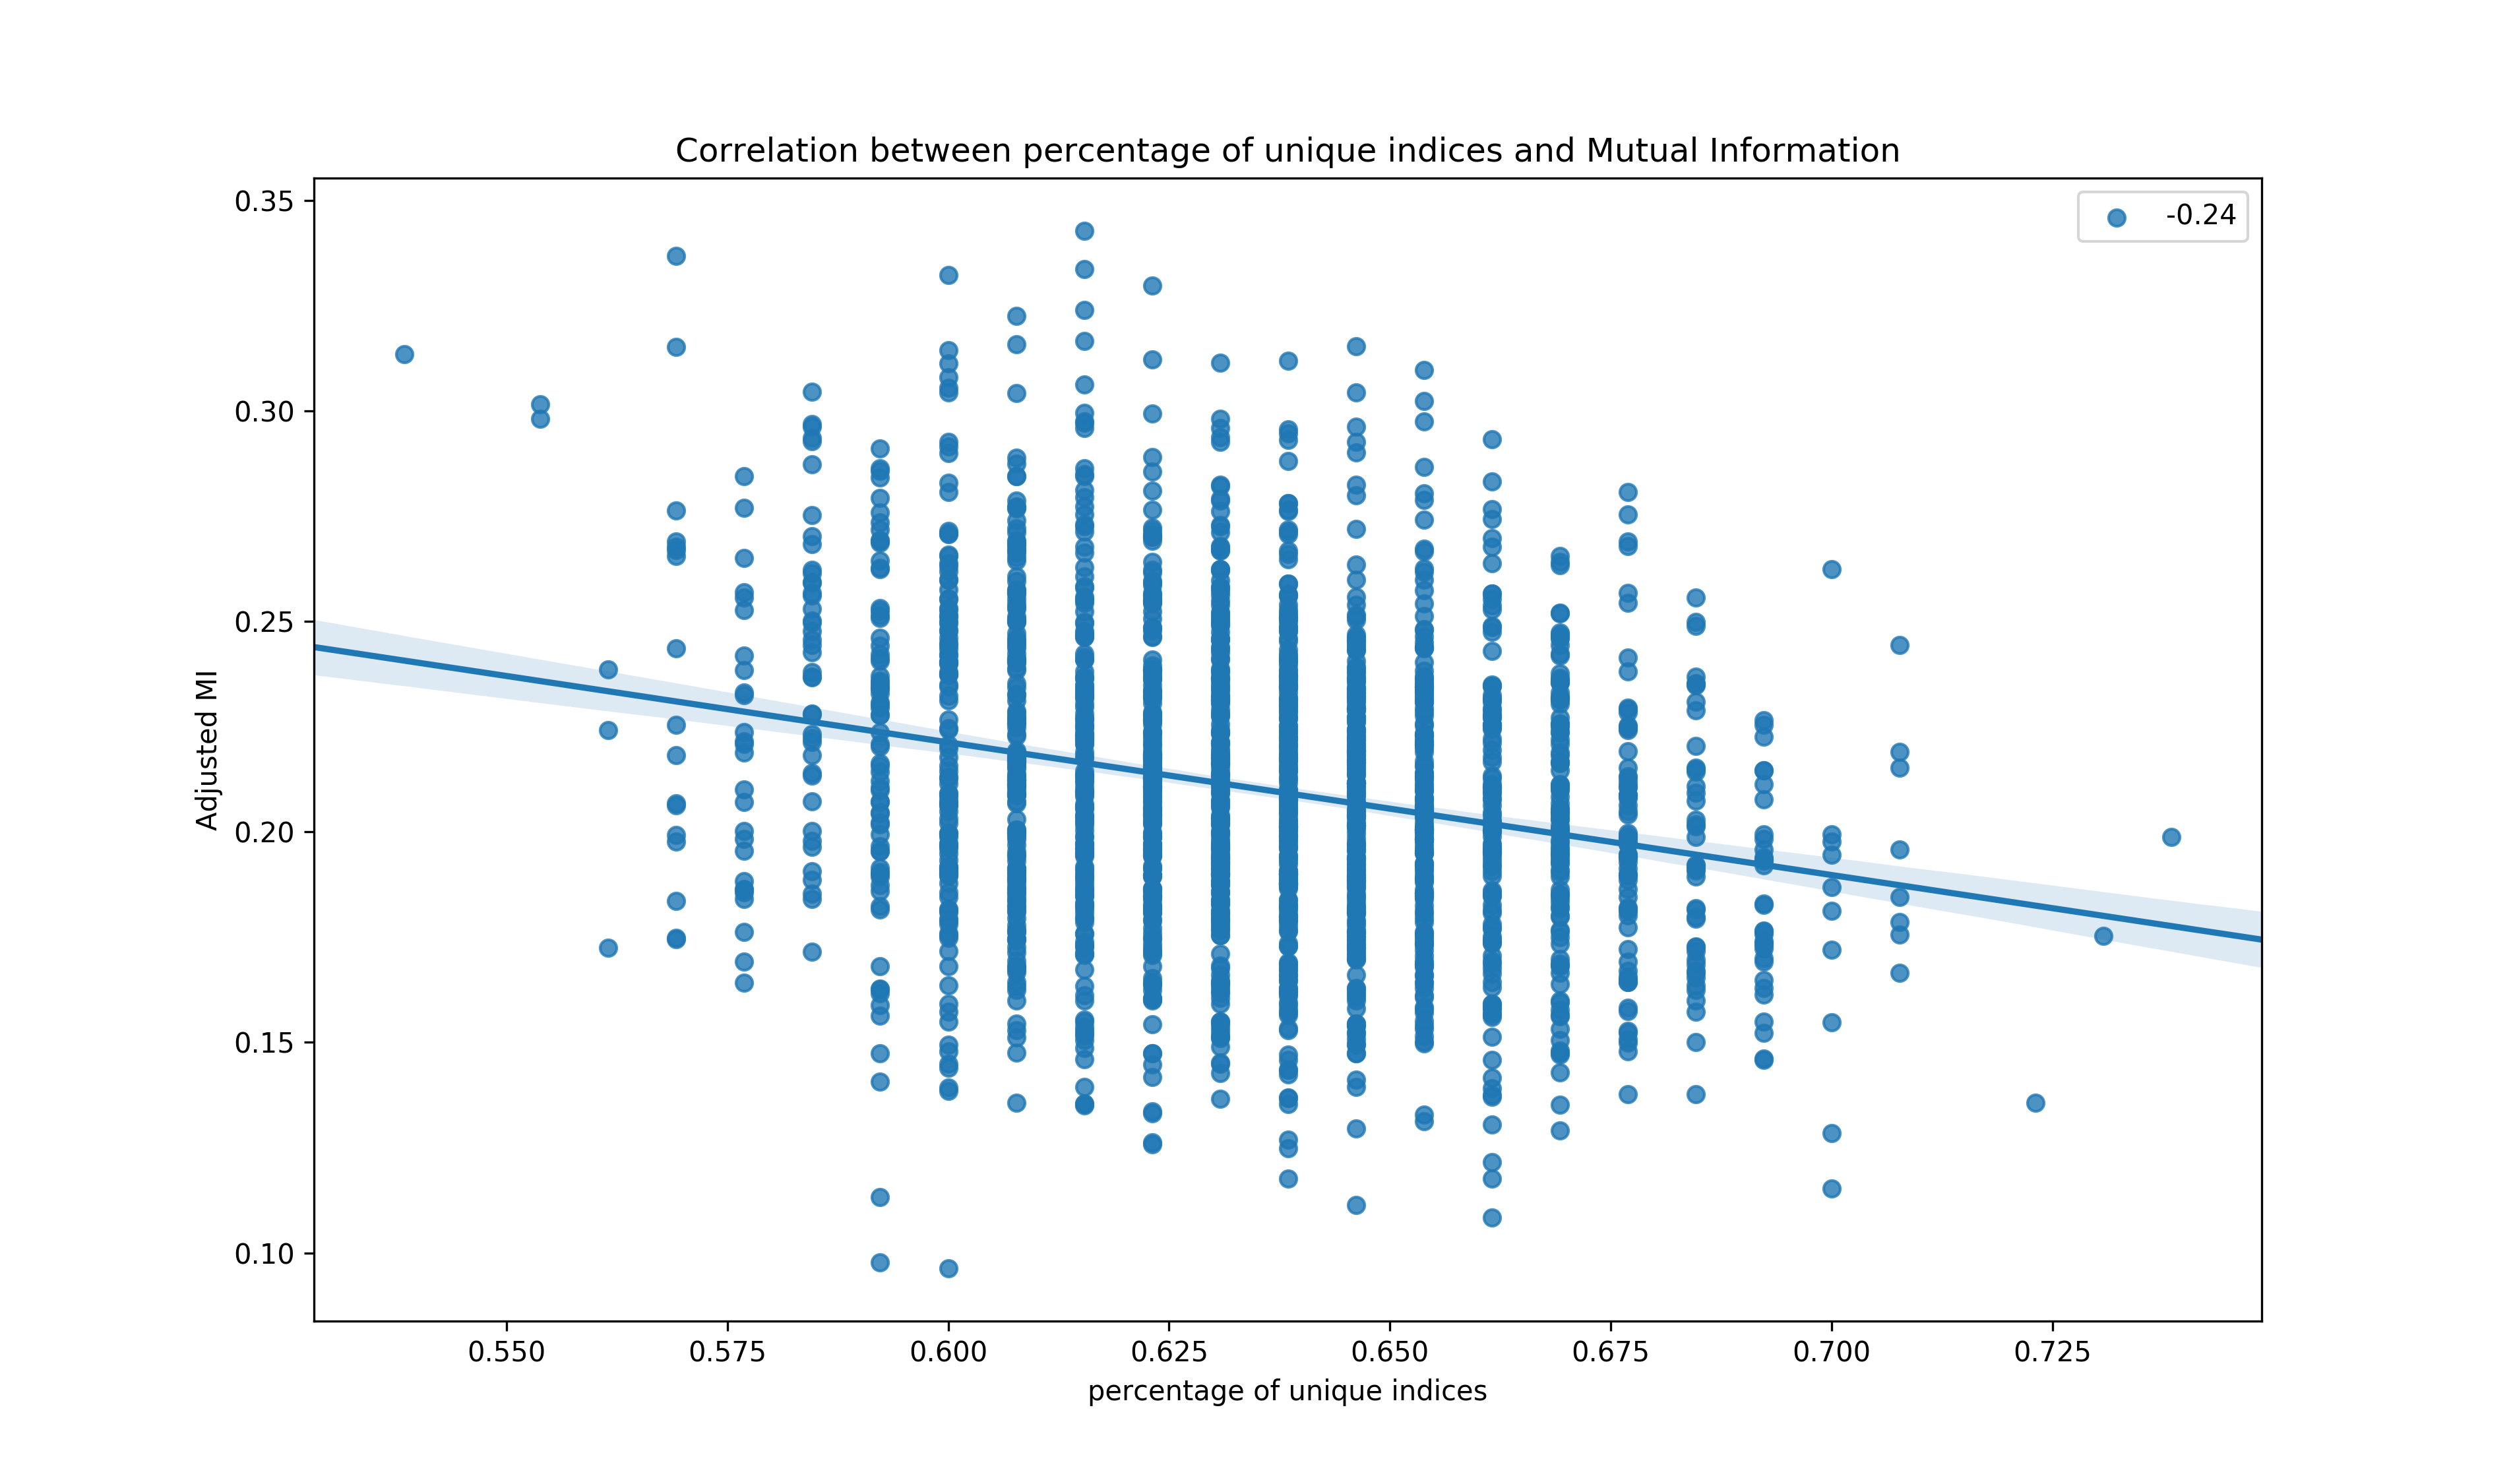 Correlation between percentage of unique indices and Mutual Information
-0.24
0.35
0.30
0.25
0.20
0.15
0.10
Adjusted MI
0.550 0.575 0.600 0.625 0.650 0.675 0.700 0.725
percentage of unique indices